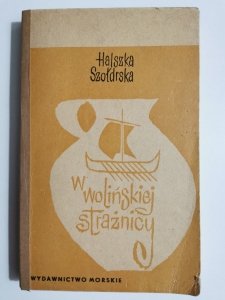 Halszka
Szołdrska
w
wolińskiej
strażnicy
WYDAWNICTWO MORSKIE